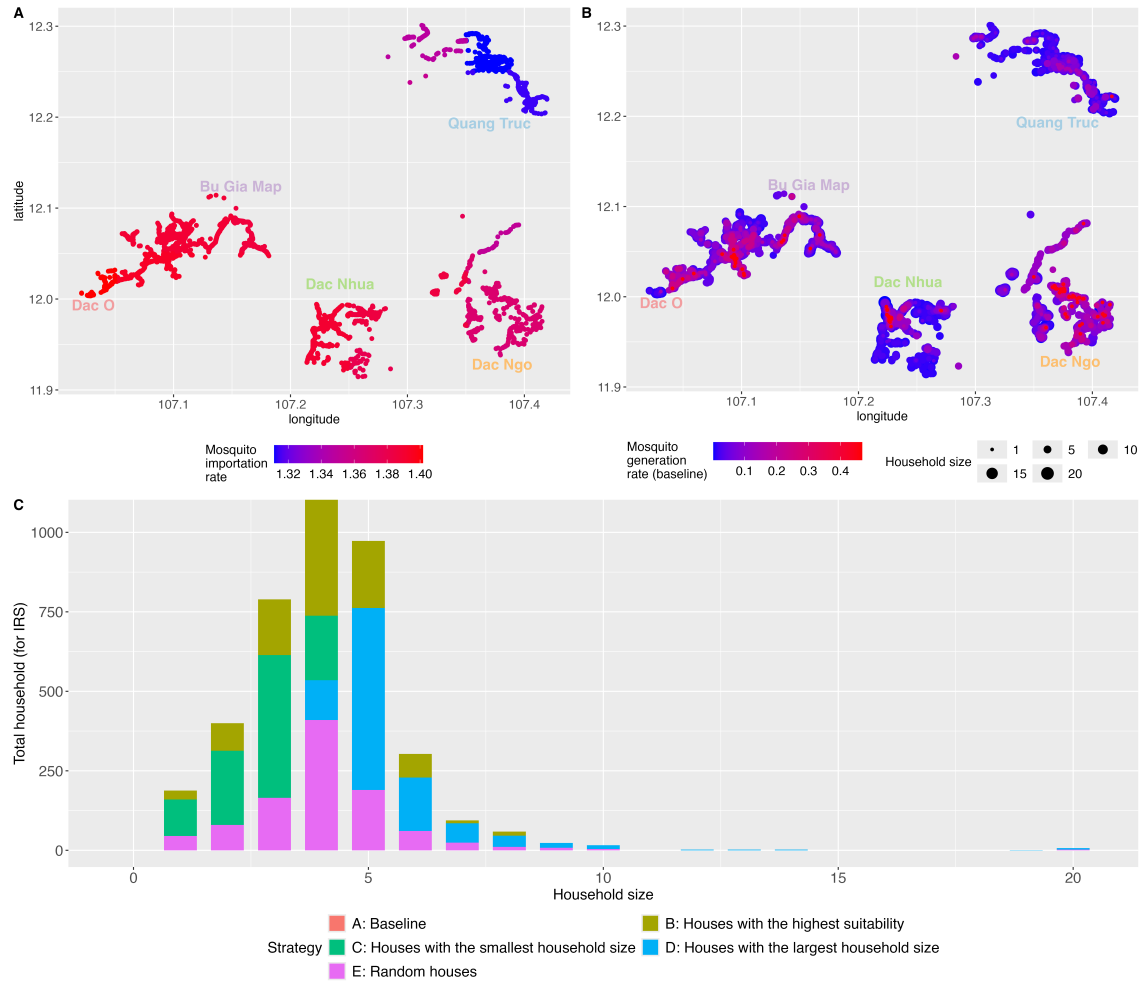 A
12.3
12.2
12.1
12.0
11.9
latitude
Quang Truc
Bu Gia Map
Dac O
Dac Nhua
Dac Ngo
107.1
107.2
107.3
107.4
longitude
Mosquito
importation
rate
1.32
1.34
1.36
1.38
1.40
B
12.3
12.2
12.1
12.0
11.9
Quang Truc
Bu Gia Map
Dac O
Dac Nhua
Dac Ngo
107.1
107.2
107.3
107.4
longitude
Mosquito
generation
rate (baseline)
0.1
0.2
0.3
0.4
Household size
1
5
10
15
20
C
1000
750
500
250
0
Total household (for IRS)
0
5
10
15
20
Household size
Strategy
A: Baseline
B: Houses with the highest suitability
C: Houses with the smallest household size
D: Houses with the largest household size
E: Random houses